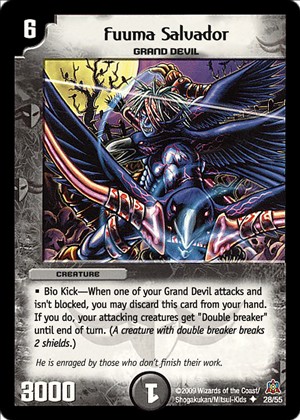 6
Fuuma Salvador
GRAND DEVIL
CREATURE
▪ Bio Kick—When one of your Grand Devil attacks and
isn't blocked, you may discard this card from your hand.
If you do, your attacking creatures get "Double breaker"
until end of turn. (A creature with double breaker breaks
2 shields.)
He is enraged by those who don't finish their work.
3000
1
©2009 Wizards of the Coast/
Shogakukan/Mitsui-Kids ✦ 28/55